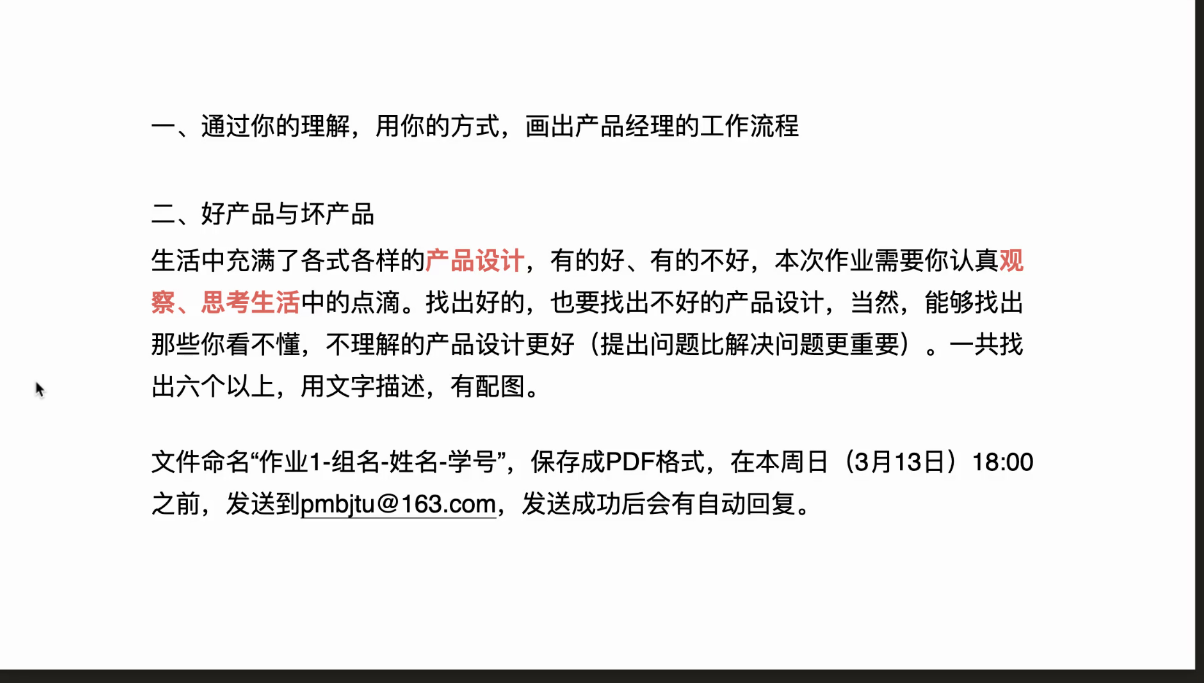 一、通过你的理解，用你的方式，画出产品经理的工作流程
二、好产品与坏产品
生活中充满了各式各样的产品设计，有的好、有的不好，本次作业需要你认真观
察、思考生活中的点滴。找出好的，也要找出不好的产品设计，当然，能够找出
那些你看不懂，不理解的产品设计更好（提出问题比解决问题更重要）。一共找
出六个以上，用文字描述，有配图。
文件命名“作业1-组名-姓名-学号”，保存成PDF格式，在本周日（3月13日）18:00
之前，发送到pmbjtu@163.com，发送成功后会有自动回复。